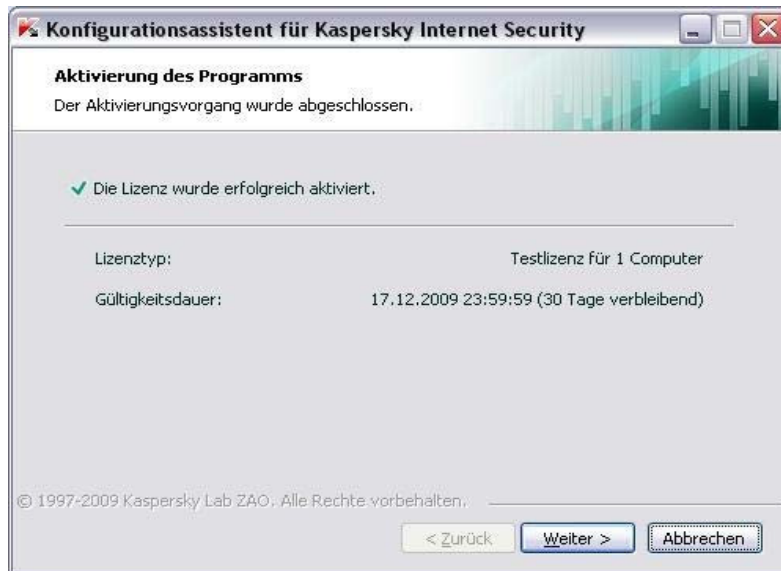 Konfigurationsassistent für Kaspersky Internet Security
Aktivierung des Programms
Der Aktivierungsvorgang wurde abgeschlossen.
Die Lizenz wurde erfolgreich aktiviert.
Lizenztyp: Testlizenz für 1 Computer
Gültigkeitsdauer: 17.12.2009 23:59:59 (30 Tage verbleibend)
© 1997-2009 Kaspersky Lab ZAO. Alle Rechte vorbehalten.
< Zurück Weiter > Abbrechen